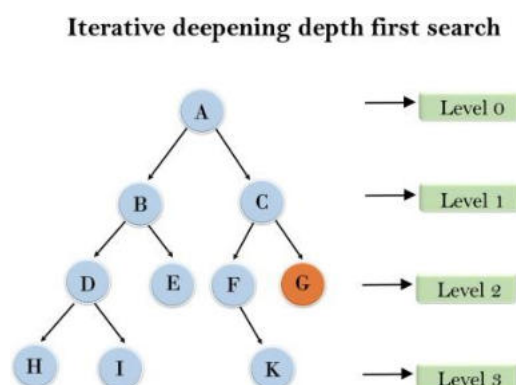 Iterative deepening depth first search
A
Level 0
B
C
Level 1
D
E
F
G
Level 2
H
I
K
Level 3